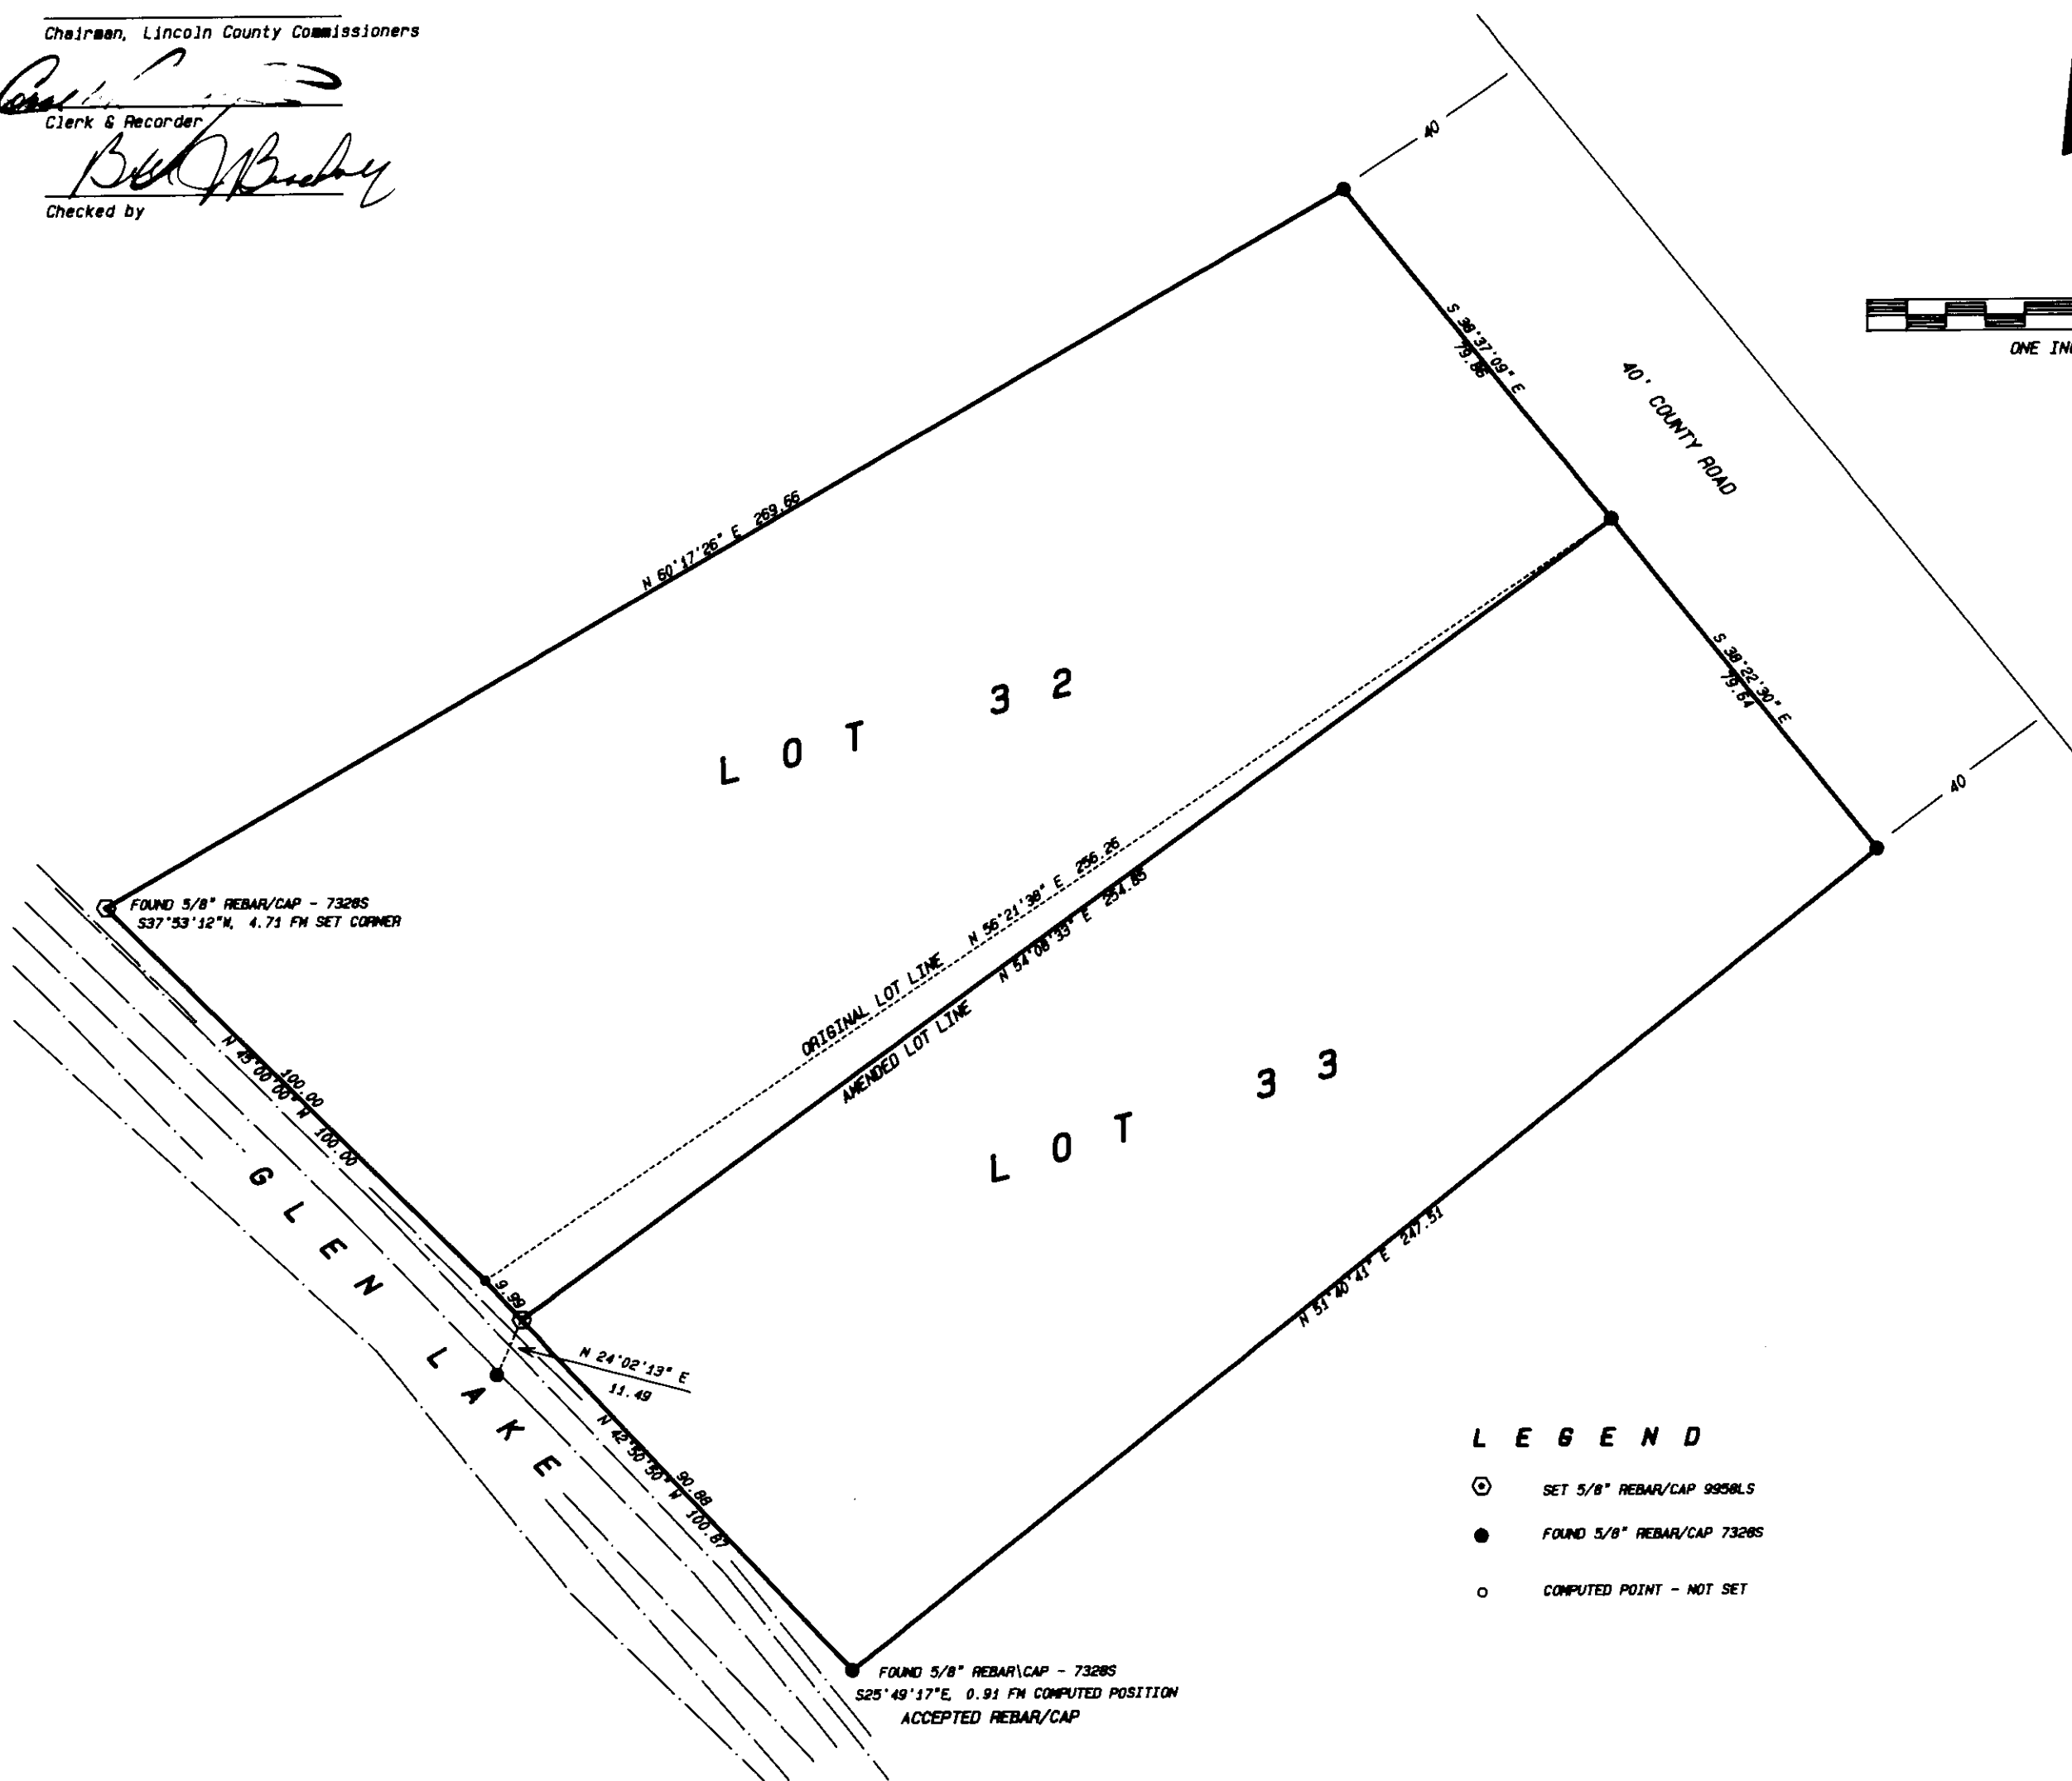 Chairman, Lincoln County Commissioners
Clerk & Recorder
Checked by
40
S 38°37'09" E
79.86
40' COUNTY ROAD
ONE IN
N 60°17'26" E 269.66
S 38°22'30" E
79.64
40
LOT 32
FOUND 5/8" REBAR/CAP - 7328S
S37°53'12"W, 4.71 FM SET CORNER
ORIGINAL LOT LINE N 56°21'38" E 256.26
AMENDED LOT LINE N 54°08'33" E 254.85
100.00
N 45°00'00" W 100.00
LOT 33
GLEN LAKE
9.99
N 24°02'13" E
11.49
N 51°40'41" E 247.51
90.88
N 42°50'50" W 100.87
LEGEND
SET 5/8" REBAR/CAP 9958LS
FOUND 5/8" REBAR/CAP 7328S
COMPUTED POINT - NOT SET
FOUND 5/8" REBAR\CAP - 7328S
S25°49'17"E, 0.91 FM COMPUTED POSITION
ACCEPTED REBAR/CAP